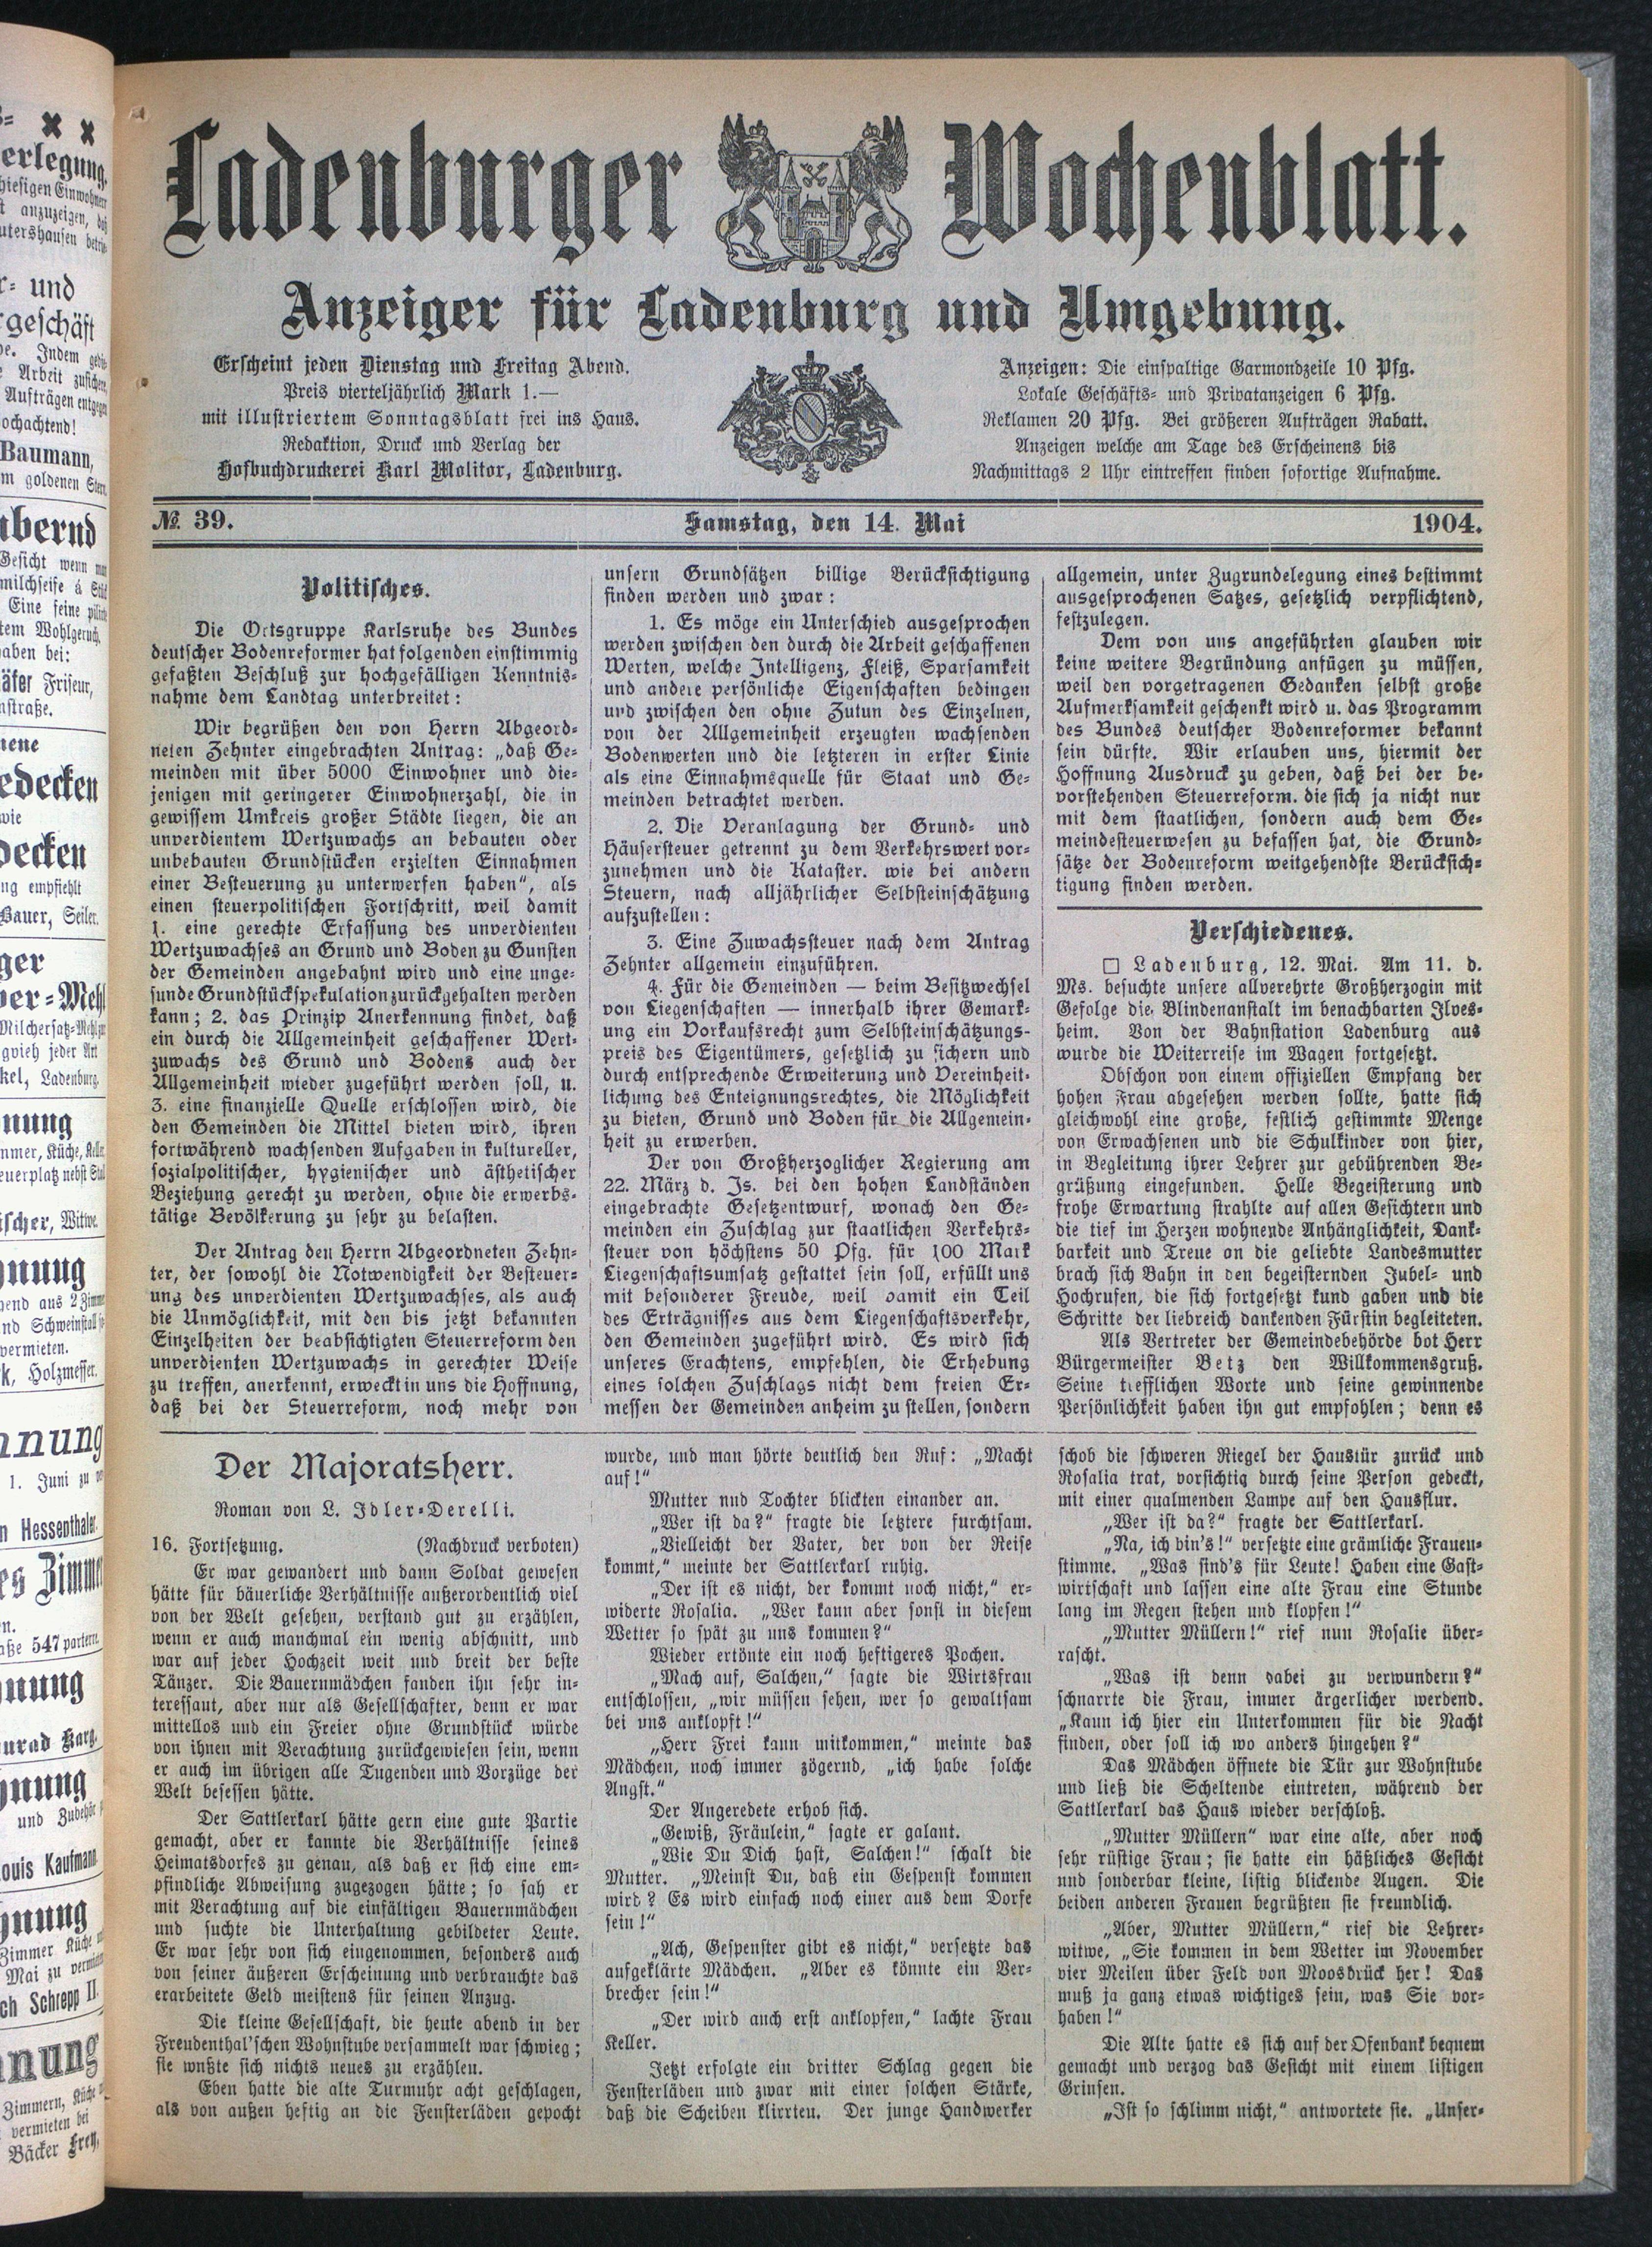 Ladenburger Wochenblatt.
Anzeiger für Ladenburg und Umgebung.
Erscheint jeden Dienstag und Freitag Abend.
Preis vierteljährlich Mark 1.—
mit illustriertem Sonntagsblatt frei ins Haus.
Redaktion, Druck und Verlag der
Hofbuchdruckerei Karl Molitor, Ladenburg.
Anzeigen: Die einspaltige Garmondzeile 10 Pfg.
Lokale Geschäfts- und Privatanzeigen 6 Pfg.
Reklamen 20 Pfg. Bei größeren Aufträgen Rabatt.
Anzeigen welche am Tage des Erscheinens bis
Nachmittags 2 Uhr eintreffen finden sofortige Aufnahme.
№ 39. Samstag, den 14. Mai 1904.
Politisches.
Die Ortsgruppe Karlsruhe des Bundes
deutscher Bodenreformer hat folgenden einstimmig
gefaßten Beschluß zur hochgefälligen Kenntnis-
nahme dem Landtag unterbreitet:
Wir begrüßen den von Herrn Abgeord-
neten Zehnter eingebrachten Antrag: „daß Ge-
meinden mit über 5000 Einwohner und die-
jenigen mit geringerer Einwohnerzahl, die in
gewissem Umkreis großer Städte liegen, die an
unverdientem Wertzuwachs an bebauten oder
unbebauten Grundstücken erzielten Einnahmen
einer Besteuerung zu unterwerfen haben“, als
einen steuerpolitischen Fortschritt, weil damit
1. eine gerechte Erfassung des unverdienten
Wertzuwachses an Grund und Boden zu Gunsten
der Gemeinden angebahnt wird und eine unge-
sunde Grundstückspekulation zurückgehalten werden
kann; 2. das Prinzip Anerkennung findet, daß
ein durch die Allgemeinheit geschaffener Wert-
zuwachs des Grund und Bodens auch der
Allgemeinheit wieder zugeführt werden soll, u.
3. eine finanzielle Quelle erschlossen wird, die
den Gemeinden die Mittel bieten wird, ihren
fortwährend wachsenden Aufgaben in kultureller,
sozialpolitischer, hygienischer und ästhetischer
Beziehung gerecht zu werden, ohne die erwerbs-
tätige Bevölkerung zu sehr zu belasten.
Der Antrag den Herrn Abgeordneten Zehn-
ter, der sowohl die Notwendigkeit der Besteuer-
ung des unverdienten Wertzuwachses, als auch
die Unmöglichkeit, mit den bis jetzt bekannten
Einzelheiten der beabsichtigten Steuerreform den
unverdienten Wertzuwachs in gerechter Weise
zu treffen, anerkennt, erweckt in uns die Hoffnung,
daß bei der Steuerreform, noch mehr von
unsern Grundsätzen billige Berücksichtigung
finden werden und zwar:
1. Es möge ein Unterschied ausgesprochen
werden zwischen den durch die Arbeit geschaffenen
Werten, welche Intelligenz, Fleiß, Sparsamkeit
und andere persönliche Eigenschaften bedingen
und zwischen den ohne Zutun des Einzelnen,
von der Allgemeinheit erzeugten wachsenden
Bodenwerten und die letzteren in erster Linie
als eine Einnahmsquelle für Staat und Ge-
meinden betrachtet werden.
2. Die Veranlagung der Grund- und
Häusersteuer getrennt zu dem Verkehrswert vor-
zunehmen und die Kataster. wie bei andern
Steuern, nach alljährlicher Selbsteinschätzung
aufzustellen:
3. Eine Zuwachssteuer nach dem Antrag
Zehnter allgemein einzuführen.
4. Für die Gemeinden — beim Besitzwechsel
von Liegenschaften — innerhalb ihrer Gemark-
ung ein Vorkaufsrecht zum Selbsteinschätzungs-
preis des Eigentümers, gesetzlich zu sichern und
durch entsprechende Erweiterung und Vereinheit-
lichung des Enteignungsrechtes, die Möglichkeit
zu bieten, Grund und Boden für die Allgemein-
heit zu erwerben.
Der von Großherzoglicher Regierung am
22. März d. Js. bei den hohen Landständen
eingebrachte Gesetzentwurf, wonach den Ge-
meinden ein Zuschlag zur staatlichen Verkehrs-
steuer von höchstens 50 Pfg. für 100 Mark
Liegenschaftsumsatz gestattet sein soll, erfüllt uns
mit besonderer Freude, weil damit ein Teil
des Erträgnisses aus dem Liegenschaftsverkehr,
den Gemeinden zugeführt wird. Es wird sich
unseres Erachtens, empfehlen, die Erhebung
eines solchen Zuschlags nicht dem freien Er-
messen der Gemeinden anheim zu stellen, sondern
allgemein, unter Zugrundelegung eines bestimmt
ausgesprochenen Satzes, gesetzlich verpflichtend,
festzulegen.
Dem von uns angeführten glauben wir
keine weitere Begründung anfügen zu müssen,
weil den vorgetragenen Gedanken selbst große
Aufmerksamkeit geschenkt wird u. das Programm
des Bundes deutscher Bodenreformer bekannt
sein dürfte. Wir erlauben uns, hiermit der
Hoffnung Ausdruck zu geben, daß bei der be-
vorstehenden Steuerreform. die sich ja nicht nur
mit dem staatlichen, sondern auch dem Ge-
meindesteuerwesen zu befassen hat, die Grund-
sätze der Bodenreform weitgehendste Berücksich-
tigung finden werden.
Verschiedenes.
□ Ladenburg, 12. Mai. Am 11. d.
Ms. besuchte unsere allverehrte Großherzogin mit
Gefolge die Blindenanstalt im benachbarten Ilves-
heim. Von der Bahnstation Ladenburg aus
wurde die Weiterreise im Wagen fortgesetzt.
Obschon von einem offiziellen Empfang der
hohen Frau abgesehen werden sollte, hatte sich
gleichwohl eine große, festlich gestimmte Menge
von Erwachsenen und die Schulkinder von hier,
in Begleitung ihrer Lehrer zur gebührenden Be-
grüßung eingefunden. Helle Begeisterung und
frohe Erwartung strahlte auf allen Gesichtern und
die tief im Herzen wohnende Anhänglichkeit, Dank-
barkeit und Treue an die geliebte Landesmutter
brach sich Bahn in den begeisternden Jubel- und
Hochrufen, die sich fortgesetzt kund gaben und die
Schritte der liebreich dankenden Fürstin begleiteten.
Als Vertreter der Gemeindebehörde bot Herr
Bürgermeister Betz den Willkommensgruß.
Seine trefflichen Worte und seine gewinnende
Persönlichkeit haben ihn gut empfohlen; denn es
Der Majoratsherr.
Roman von L. Idler-Derelli.
16. Fortsetzung. (Nachdruck verboten)
Er war gewandert und dann Soldat gewesen
hätte für bäuerliche Verhältnisse außerordentlich viel
von der Welt gesehen, verstand gut zu erzählen,
wenn er auch manchmal ein wenig abschnitt, und
war auf jeder Hochzeit weit und breit der beste
Tänzer. Die Bauernmädchen fanden ihn sehr in-
teressant, aber nur als Gesellschafter, denn er war
mittellos und ein Freier ohne Grundstück würde
von ihnen mit Verachtung zurückgewiesen sein, wenn
er auch im übrigen alle Tugenden und Vorzüge der
Welt besessen hätte.
Der Sattlerkarl hätte gern eine gute Partie
gemacht, aber er kannte die Verhältnisse seines
Heimatsdorfes zu genau, als daß er sich eine em-
pfindliche Abweisung zugezogen hätte; so sah er
mit Verachtung auf die einfältigen Bauernmädchen
und suchte die Unterhaltung gebildeter Leute.
Er war sehr von sich eingenommen, besonders auch
von seiner äußeren Erscheinung und verbrauchte das
erarbeitete Geld meistens für seinen Anzug.
Die kleine Gesellschaft, die heute abend in der
Freudenthal'schen Wohnstube versammelt war schwieg;
sie wußte sich nichts neues zu erzählen.
Eben hatte die alte Turmuhr acht geschlagen,
als von außen heftig an die Fensterläden gepocht
wurde, und man hörte deutlich den Ruf: „Macht
auf!“
Mutter nnd Tochter blickten einander an.
„Wer ist da?“ fragte die letztere furchtsam.
„Vielleicht der Vater, der von der Reise
kommt,“ meinte der Sattlerkarl ruhig.
„Der ist es nicht, der kommt noch nicht,“ er-
widerte Rosalia. „Wer kann aber sonst in diesem
Wetter so spät zu uns kommen?“
Wieder ertönte ein noch heftigeres Pochen.
„Mach auf, Salchen,“ sagte die Wirtsfrau
entschlossen, „wir müssen sehen, wer so gewaltsam
bei uns anklopft!“
„Herr Frei kann mitkommen,“ meinte das
Mädchen, noch immer zögernd, „ich habe solche
Angst.“
Der Angeredete erhob sich.
„Gewiß, Fräulein,“ sagte er galant.
„Wie Du Dich hast, Salchen!“ schalt die
Mutter. „Meinst Du, daß ein Gespenst kommen
wird? Es wird einfach noch einer aus dem Dorfe
sein!“
„Ach, Gespenster gibt es nicht,“ versetzte das
aufgeklärte Mädchen. „Aber es könnte ein Ver-
brecher sein!“
„Der wird auch erst anklopfen,“ lachte Frau
Keller.
Jetzt erfolgte ein dritter Schlag gegen die
Fensterläden und zwar mit einer solchen Stärke,
daß die Scheiben klirrten. Der junge Handwerker
schob die schweren Riegel der Haustür zurück und
Rosalia trat, vorsichtig durch seine Person gedeckt,
mit einer qualmenden Lampe auf den Hausflur.
„Wer ist da?“ fragte der Sattlerkarl.
„Na, ich bin's!“ versetzte eine grämliche Frauen-
stimme. „Was sind's für Leute! Haben eine Gast-
wirtschaft und lassen eine alte Frau eine Stunde
lang im Regen stehen und klopfen!“
„Mutter Müllern!“ rief nun Rosalie über-
rascht.
„Was ist denn dabei zu verwundern?“
schnarrte die Frau, immer ärgerlicher werdend.
„Kann ich hier ein Unterkommen für die Nacht
finden, oder soll ich wo anders hingehen?“
Das Mädchen öffnete die Tür zur Wohnstube
und ließ die Scheltende eintreten, während der
Sattlerkarl das Haus wieder verschloß.
„Mutter Müllern“ war eine alte, aber noch
sehr rüstige Frau; sie hatte ein häßliches Gesicht
und sonderbar kleine, listig blickende Augen. Die
beiden anderen Frauen begrüßten sie freundlich.
„Aber, Mutter Müllern,“ rief die Lehrer-
witwe, „Sie kommen in dem Wetter im November
vier Meilen über Feld von Moosbrück her! Das
muß ja ganz etwas wichtiges sein, was Sie vor-
haben!“
Die Alte hatte es sich auf der Ofenbank bequem
gemacht und verzog das Gesicht mit einem listigen
Grinsen.
„Ist so schlimm nicht,“ antwortete sie. „Unser-